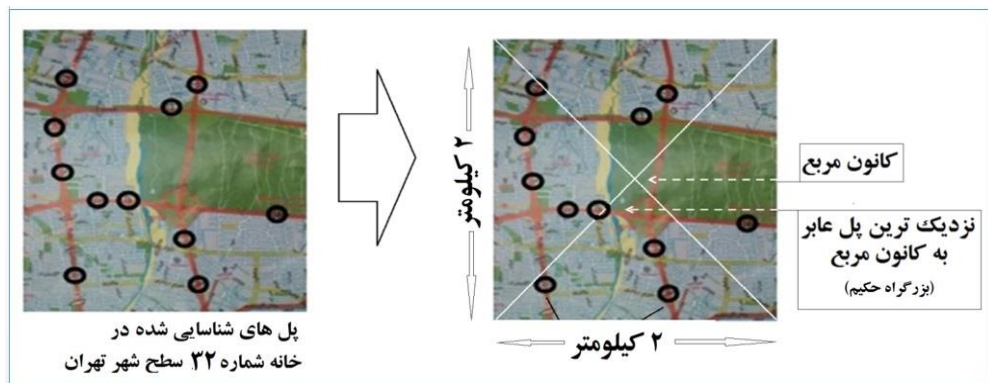 ۲ کیلومتر
کانون مربع
نزدیک ترین پل عابر
به کانون مربع
(بزرگراه حکیم)
۲ کیلومتر
پل های شناسایی شده در
خانه شماره ۳۲ سطح شهر تهران